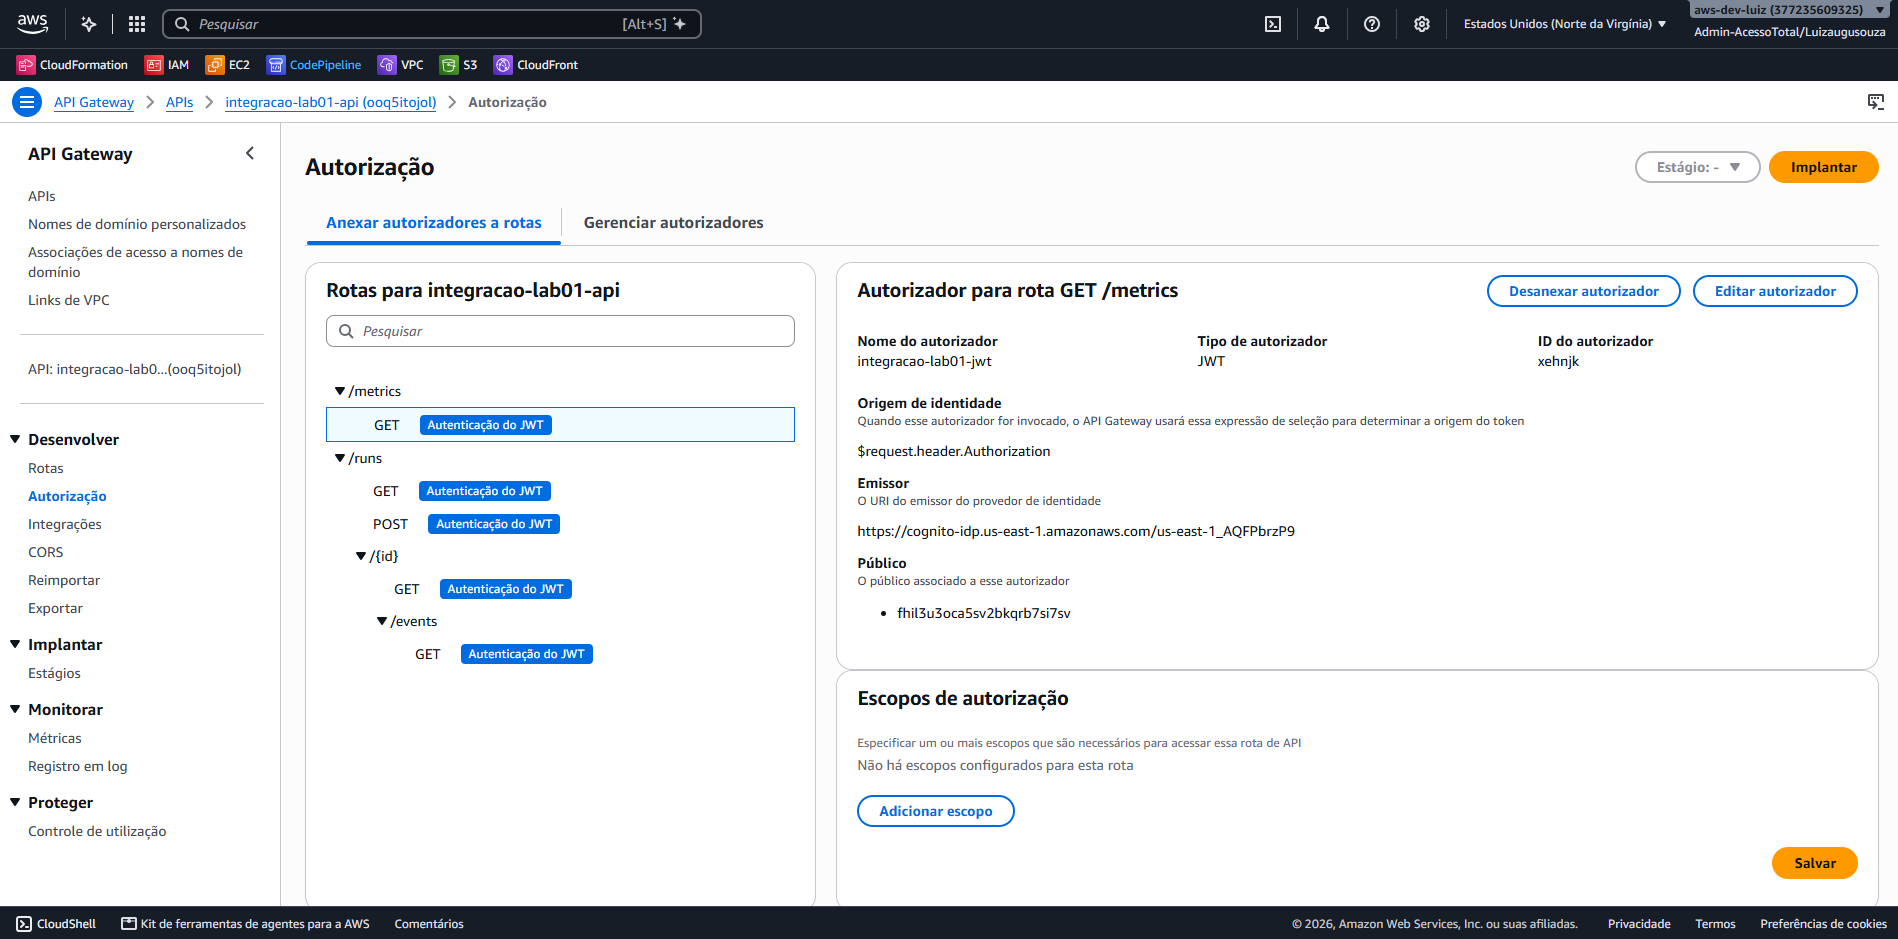 aws
Pesquisar
[Alt+S]
Estados Unidos (Norte da Virgínia)
aws-dev-luiz (377235609325)
Admin-AcessoTotal/Luizaugusouza
CloudFormation
IAM
EC2
CodePipeline
VPC
S3
CloudFront
API Gateway
APIs
integracao-lab01-api (ooq5itojol)
Autorização
API Gateway
APIs
Nomes de domínio personalizados
Associações de acesso a nomes de
domínio
Links de VPC
API: integracao-lab0...(ooq5itojol)
Desenvolver
Rotas
Autorização
Integrações
CORS
Reimportar
Exportar
Implantar
Estágios
Monitorar
Métricas
Registro em log
Proteger
Controle de utilização
Autorização
Estágio: -
Implantar
Anexar autorizadores a rotas
Gerenciar autorizadores
Rotas para integracao-lab01-api
Pesquisar
/metrics
GET Autenticação do JWT
/runs
GET Autenticação do JWT
POST Autenticação do JWT
/{id}
GET Autenticação do JWT
/events
GET Autenticação do JWT
Autorizador para rota GET /metrics
Desanexar autorizador
Editar autorizador
Nome do autorizador
integracao-lab01-jwt
Tipo de autorizador
JWT
ID do autorizador
xehnjk
Origem de identidade
Quando esse autorizador for invocado, o API Gateway usará essa expressão de seleção para determinar a origem do token
$request.header.Authorization
Emissor
O URI do emissor do provedor de identidade
https://cognito-idp.us-east-1.amazonaws.com/us-east-1_AQFPbrzP9
Público
O público associado a esse autorizador
fhil3u3oca5sv2bkqrb7si7sv
Escopos de autorização
Especificar um ou mais escopos que são necessários para acessar essa rota de API
Não há escopos configurados para esta rota
Adicionar escopo
Salvar
CloudShell
Kit de ferramentas de agentes para a AWS
Comentários
© 2026, Amazon Web Services, Inc. ou suas afiliadas.
Privacidade
Termos
Preferências de cookies